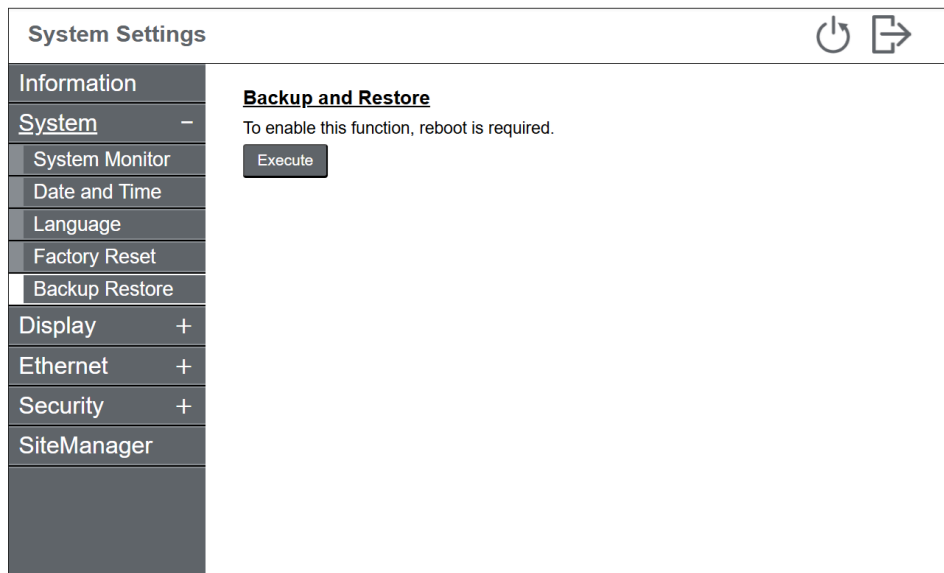 System Settings
Information
System −
System Monitor
Date and Time
Language
Factory Reset
Backup Restore
Display +
Ethernet +
Security +
SiteManager
Backup and Restore
To enable this function, reboot is required.
Execute